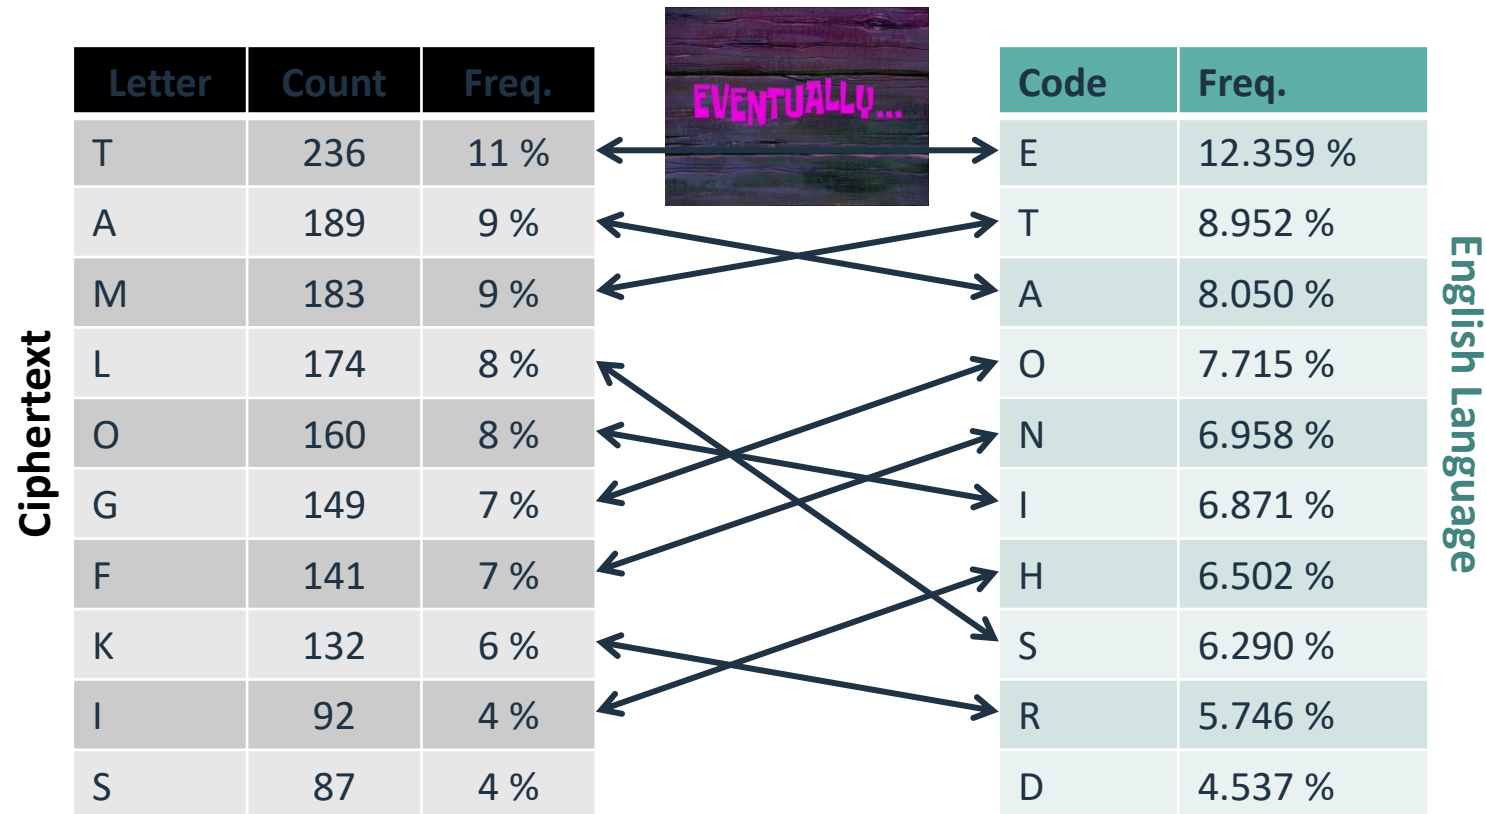 EVENTUALLY...
Ciphertext
Letter Count Freq.
T 236 11 %
A 189 9 %
M 183 9 %
L 174 8 %
O 160 8 %
G 149 7 %
F 141 7 %
K 132 6 %
I 92 4 %
S 87 4 %
Code Freq.
E 12.359 %
T 8.952 %
A 8.050 %
O 7.715 %
N 6.958 %
I 6.871 %
H 6.502 %
S 6.290 %
R 5.746 %
D 4.537 %
English Language